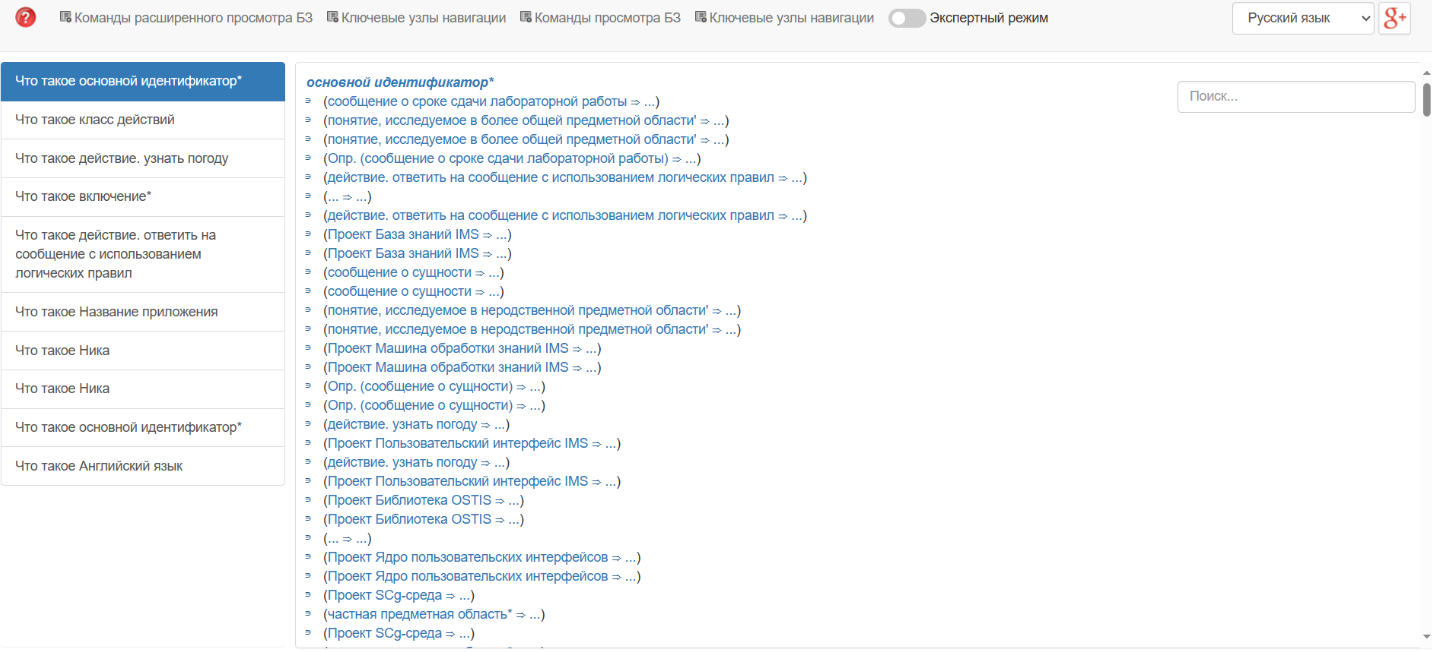 Команды расширенного просмотра БЗ Ключевые узлы навигации Команды просмотра БЗ Ключевые узлы навигации Экспертный режим Русский язык g+
Что такое основной идентификатор*
Что такое класс действий
Что такое действие. узнать погоду
Что такое включение*
Что такое действие. ответить на
сообщение с использованием
логических правил
Что такое Название приложения
Что такое Ника
Что такое Ника
Что такое основной идентификатор*
Что такое Английский язык
основной идентификатор*
Поиск...
∍ (сообщение о сроке сдачи лабораторной работы ⇒ ...)
∍ (понятие, исследуемое в более общей предметной области' ⇒ ...)
∍ (понятие, исследуемое в более общей предметной области' ⇒ ...)
∍ (Опр. (сообщение о сроке сдачи лабораторной работы) ⇒ ...)
∍ (действие. ответить на сообщение с использованием логических правил ⇒ ...)
∍ (... ⇒ ...)
∍ (действие. ответить на сообщение с использованием логических правил ⇒ ...)
∍ (Проект База знаний IMS ⇒ ...)
∍ (Проект База знаний IMS ⇒ ...)
∍ (сообщение о сущности ⇒ ...)
∍ (сообщение о сущности ⇒ ...)
∍ (понятие, исследуемое в неродственной предметной области' ⇒ ...)
∍ (понятие, исследуемое в неродственной предметной области' ⇒ ...)
∍ (Проект Машина обработки знаний IMS ⇒ ...)
∍ (Проект Машина обработки знаний IMS ⇒ ...)
∍ (Опр. (сообщение о сущности) ⇒ ...)
∍ (Опр. (сообщение о сущности) ⇒ ...)
∍ (действие. узнать погоду ⇒ ...)
∍ (Проект Пользовательский интерфейс IMS ⇒ ...)
∍ (действие. узнать погоду ⇒ ...)
∍ (Проект Пользовательский интерфейс IMS ⇒ ...)
∍ (Проект Библиотека OSTIS ⇒ ...)
∍ (Проект Библиотека OSTIS ⇒ ...)
∍ (... ⇒ ...)
∍ (Проект Ядро пользовательских интерфейсов ⇒ ...)
∍ (Проект Ядро пользовательских интерфейсов ⇒ ...)
∍ (Проект SCg-среда ⇒ ...)
∍ (частная предметная область* ⇒ ...)
∍ (Проект SCg-среда ⇒ ...)